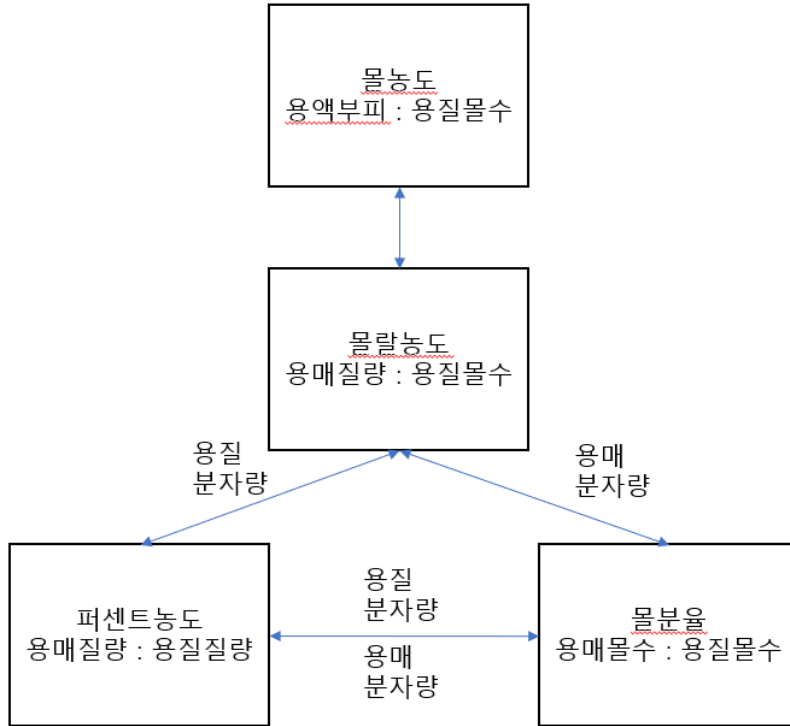 몰농도
용액부피 : 용질몰수
몰랄농도
용매질량 : 용질몰수
용질
분자량
용매
분자량
퍼센트농도
용매질량 : 용질질량
용질
분자량
용매
분자량
몰분율
용매몰수 : 용질몰수